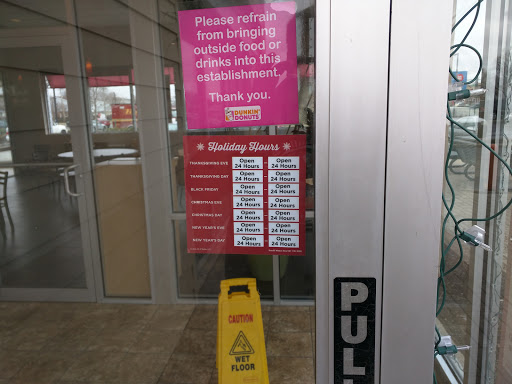 Please refrain
from bringing
outside food or
drinks into this
establishment.
Thank you.
DUNKIN'
DONUTS
Holiday Hours
THANKSGIVING EVE Open 24 Hours Open 24 Hours
THANKSGIVING DAY Open 24 Hours Open 24 Hours
BLACK FRIDAY Open 24 Hours Open 24 Hours
CHRISTMAS EVE Open 24 Hours Open 24 Hours
CHRISTMAS DAY Open 24 Hours Open 24 Hours
NEW YEAR'S EVE Open 24 Hours Open 24 Hours
NEW YEAR'S DAY Open 24 Hours Open 24 Hours
CAUTION
WET
FLOOR
PULL